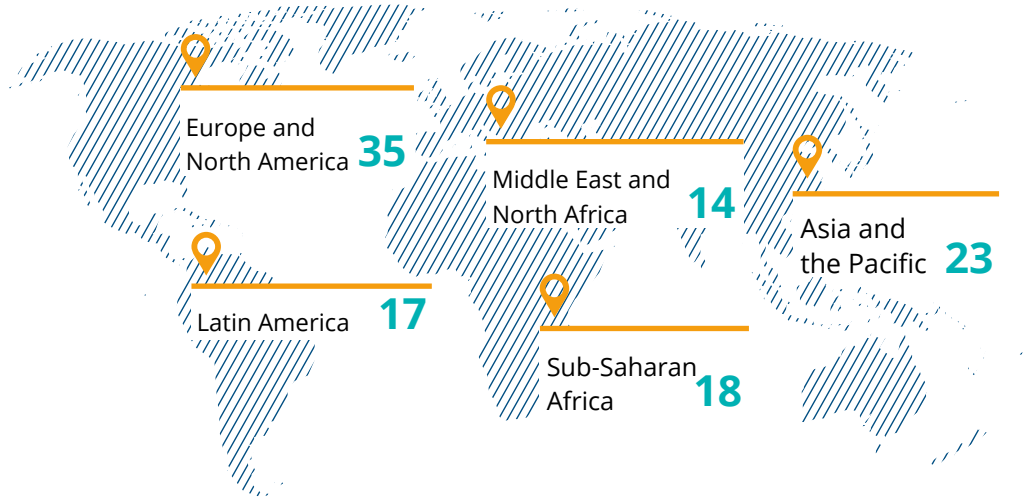 Europe and
North America 35
Middle East and
North Africa 14
Asia and
the Pacific 23
Latin America 17
Sub-Saharan
Africa 18